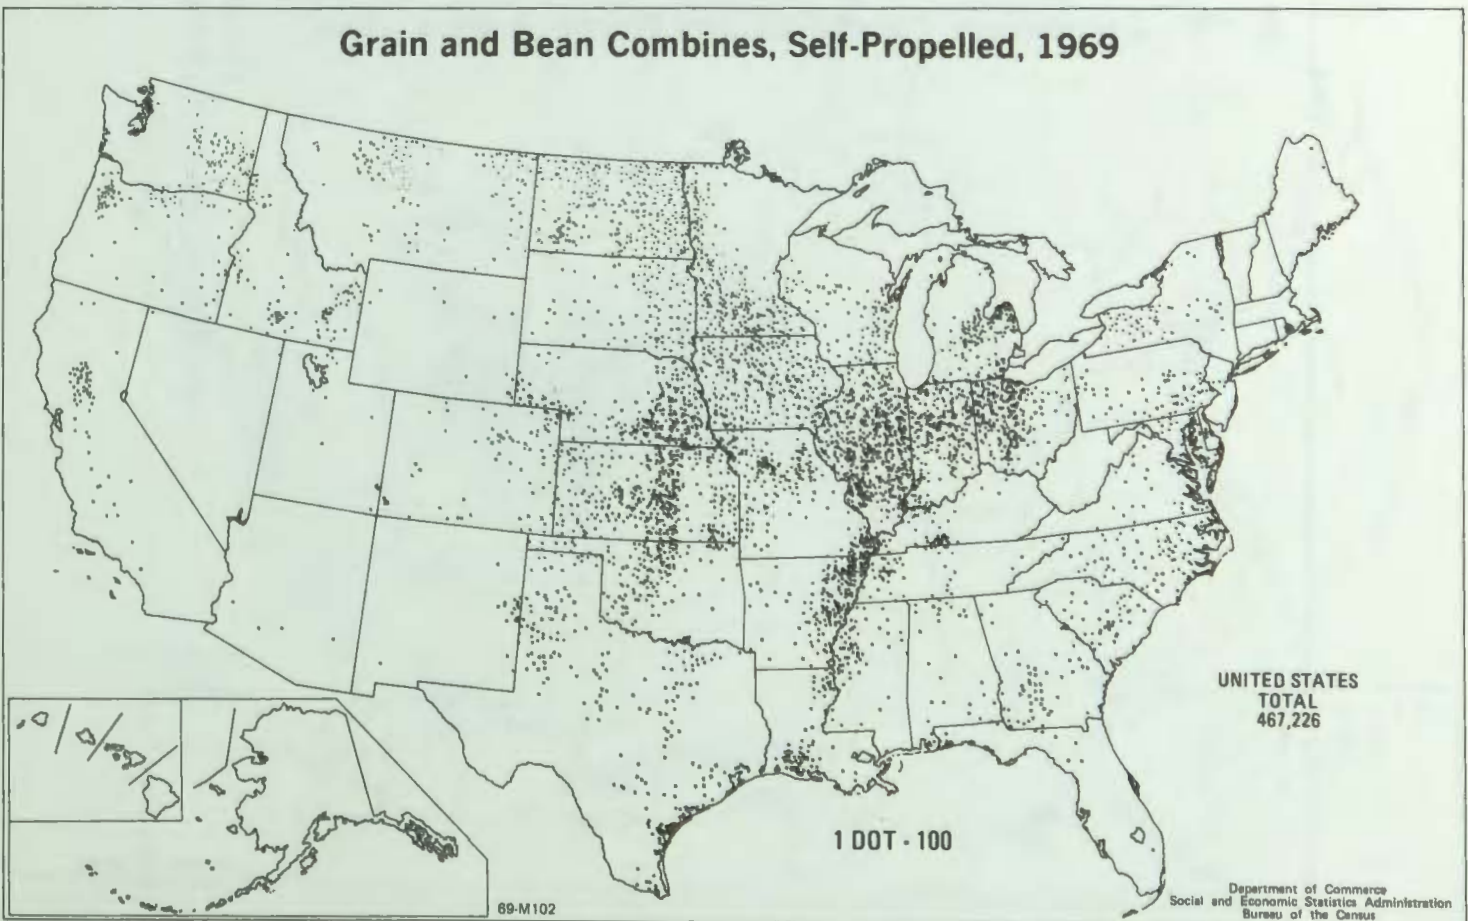 Grain and Bean Combines, Self-Propelled, 1969
UNITED STATES
TOTAL
467,226
1 DOT - 100
69-M102
Department of Commerce
Social and Economic Statistics Administration
Bureau of the Census